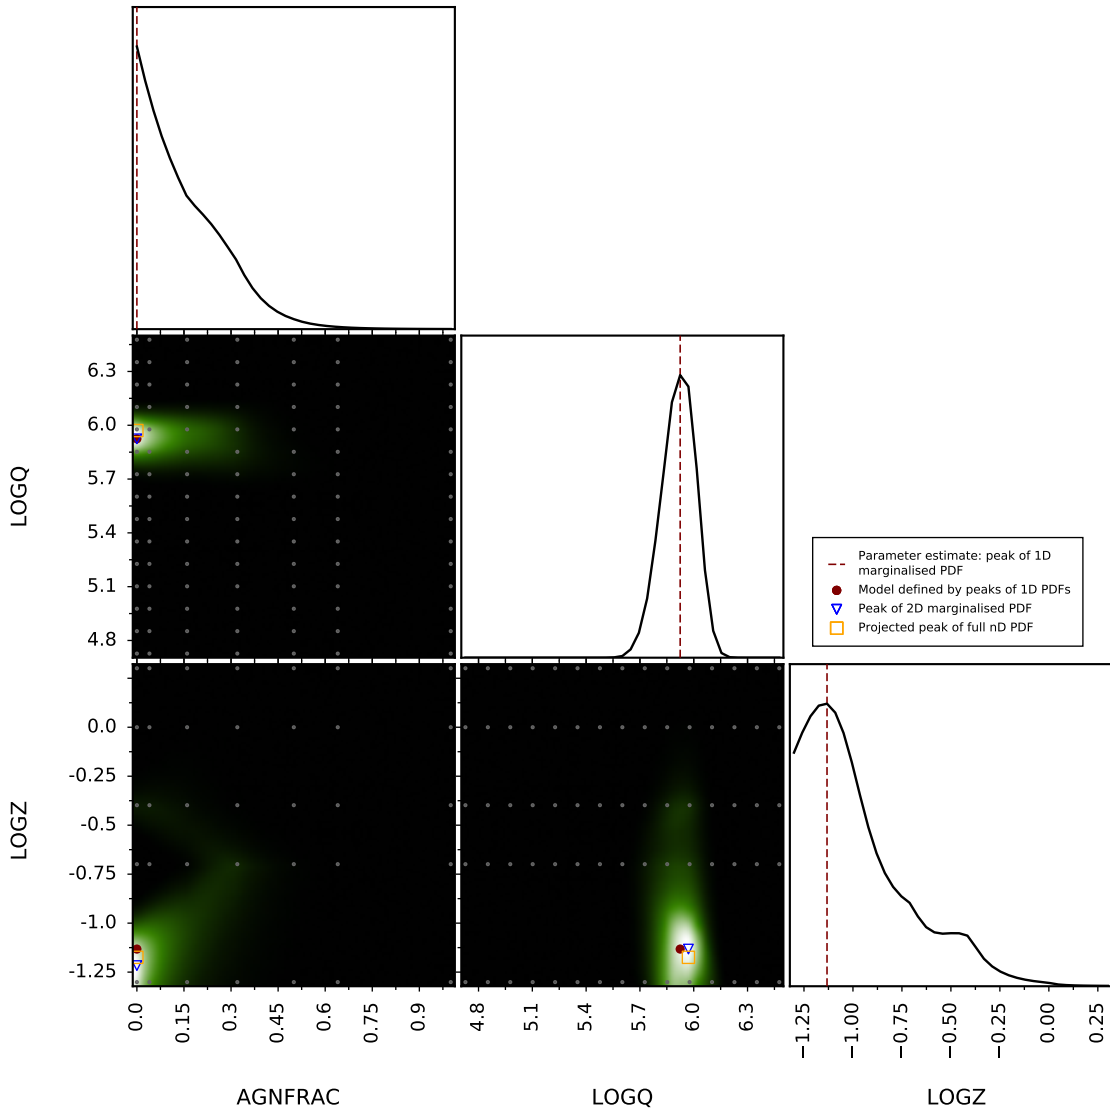 6.3
6.0
5.7
5.4
5.1
4.8
LOGQ
Parameter estimate: peak of 1D
marginalised PDF
Model defined by peaks of 1D PDFs
Peak of 2D marginalised PDF
Projected peak of full nD PDF
0.0
-0.25
-0.5
-0.75
-1.0
-1.25
LOGZ
0.0 0.15 0.3 0.45 0.6 0.75 0.9
4.8 5.1 5.4 5.7 6.0 6.3
−1.25 −1.00 −0.75 −0.50 −0.25 0.00 0.25
AGNFRAC LOGQ LOGZ